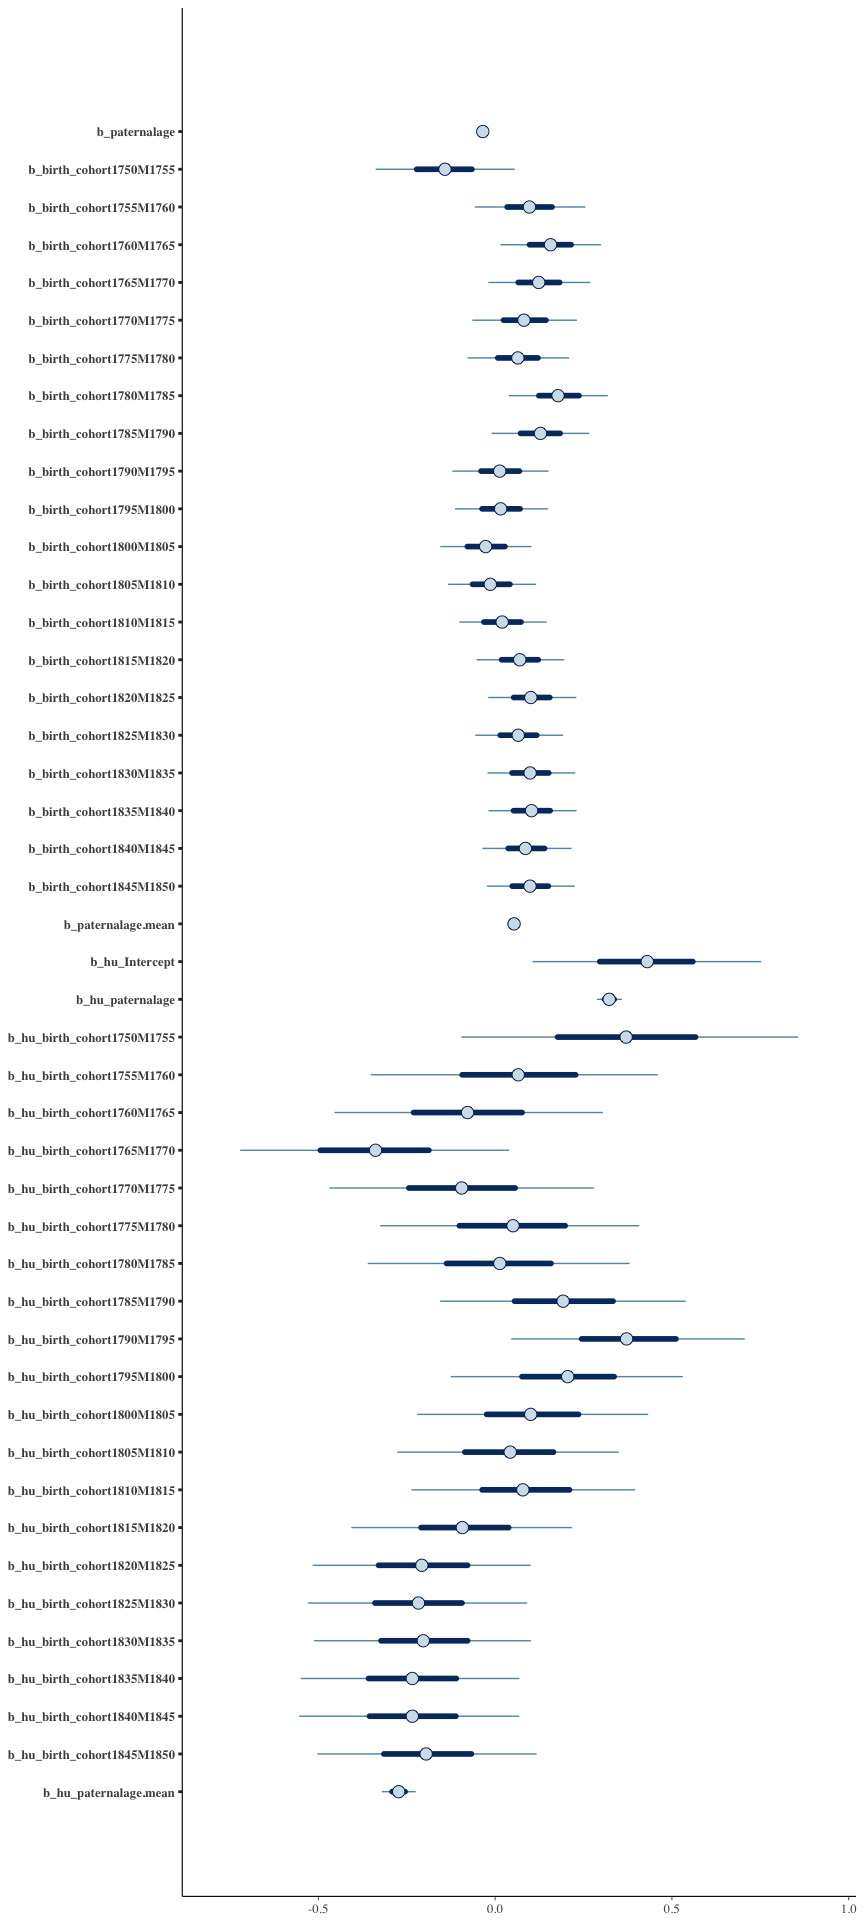 b_paternalage
b_birth_cohort1750M1755
b_birth_cohort1755M1760
b_birth_cohort1760M1765
b_birth_cohort1765M1770
b_birth_cohort1770M1775
b_birth_cohort1775M1780
b_birth_cohort1780M1785
b_birth_cohort1785M1790
b_birth_cohort1790M1795
b_birth_cohort1795M1800
b_birth_cohort1800M1805
b_birth_cohort1805M1810
b_birth_cohort1810M1815
b_birth_cohort1815M1820
b_birth_cohort1820M1825
b_birth_cohort1825M1830
b_birth_cohort1830M1835
b_birth_cohort1835M1840
b_birth_cohort1840M1845
b_birth_cohort1845M1850
b_paternalage.mean
b_hu_Intercept
b_hu_paternalage
b_hu_birth_cohort1750M1755
b_hu_birth_cohort1755M1760
b_hu_birth_cohort1760M1765
b_hu_birth_cohort1765M1770
b_hu_birth_cohort1770M1775
b_hu_birth_cohort1775M1780
b_hu_birth_cohort1780M1785
b_hu_birth_cohort1785M1790
b_hu_birth_cohort1790M1795
b_hu_birth_cohort1795M1800
b_hu_birth_cohort1800M1805
b_hu_birth_cohort1805M1810
b_hu_birth_cohort1810M1815
b_hu_birth_cohort1815M1820
b_hu_birth_cohort1820M1825
b_hu_birth_cohort1825M1830
b_hu_birth_cohort1830M1835
b_hu_birth_cohort1835M1840
b_hu_birth_cohort1840M1845
b_hu_birth_cohort1845M1850
b_hu_paternalage.mean
-0.5 0.0 0.5 1.0